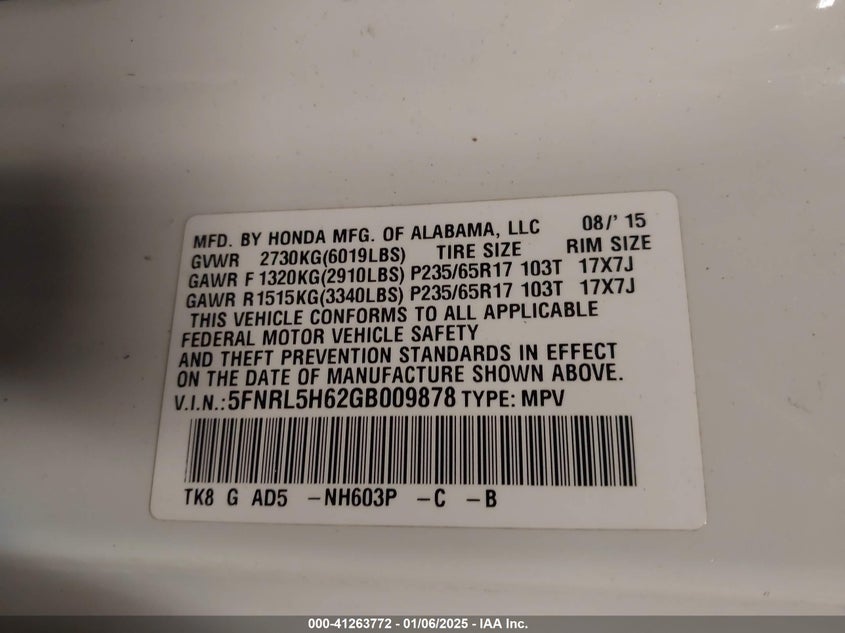 MFD. BY HONDA MFG. OF ALABAMA, LLC 08/' 15
GVWR 2730KG(6019LBS) TIRE SIZE RIM SIZE
GAWR F 1320KG(2910LBS) P235/65R17 103T 17X7J
GAWR R1515KG(3340LBS) P235/65R17 103T 17X7J
THIS VEHICLE CONFORMS TO ALL APPLICABLE
FEDERAL MOTOR VEHICLE SAFETY
AND THEFT PREVENTION STANDARDS IN EFFECT
ON THE DATE OF MANUFACTURE SHOWN ABOVE.
V.I.N.: 5FNRL5H62GB009878 TYPE: MPV
TK8 G AD5 -NH603P -C -B
000-41263772 - 01/06/2025 - IAA Inc.